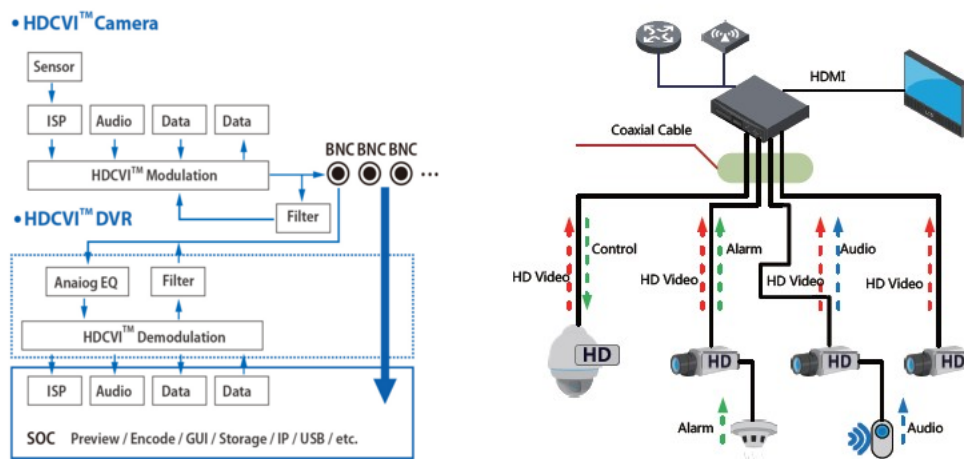 • HDCVI™ Camera
Sensor
ISP Audio Data Data
HDCVI™ Modulation
BNC BNC BNC
...
Filter
• HDCVI™ DVR
Anaiog EQ Filter
HDCVI™ Demodulation
ISP Audio Data Data
SOC Preview / Encode / GUI / Storage / IP / USB / etc.
HDMI
Coaxial Cable
Control Alarm Audio
HD Video HD Video HD Video HD Video
HD HD HD HD
Alarm Audio